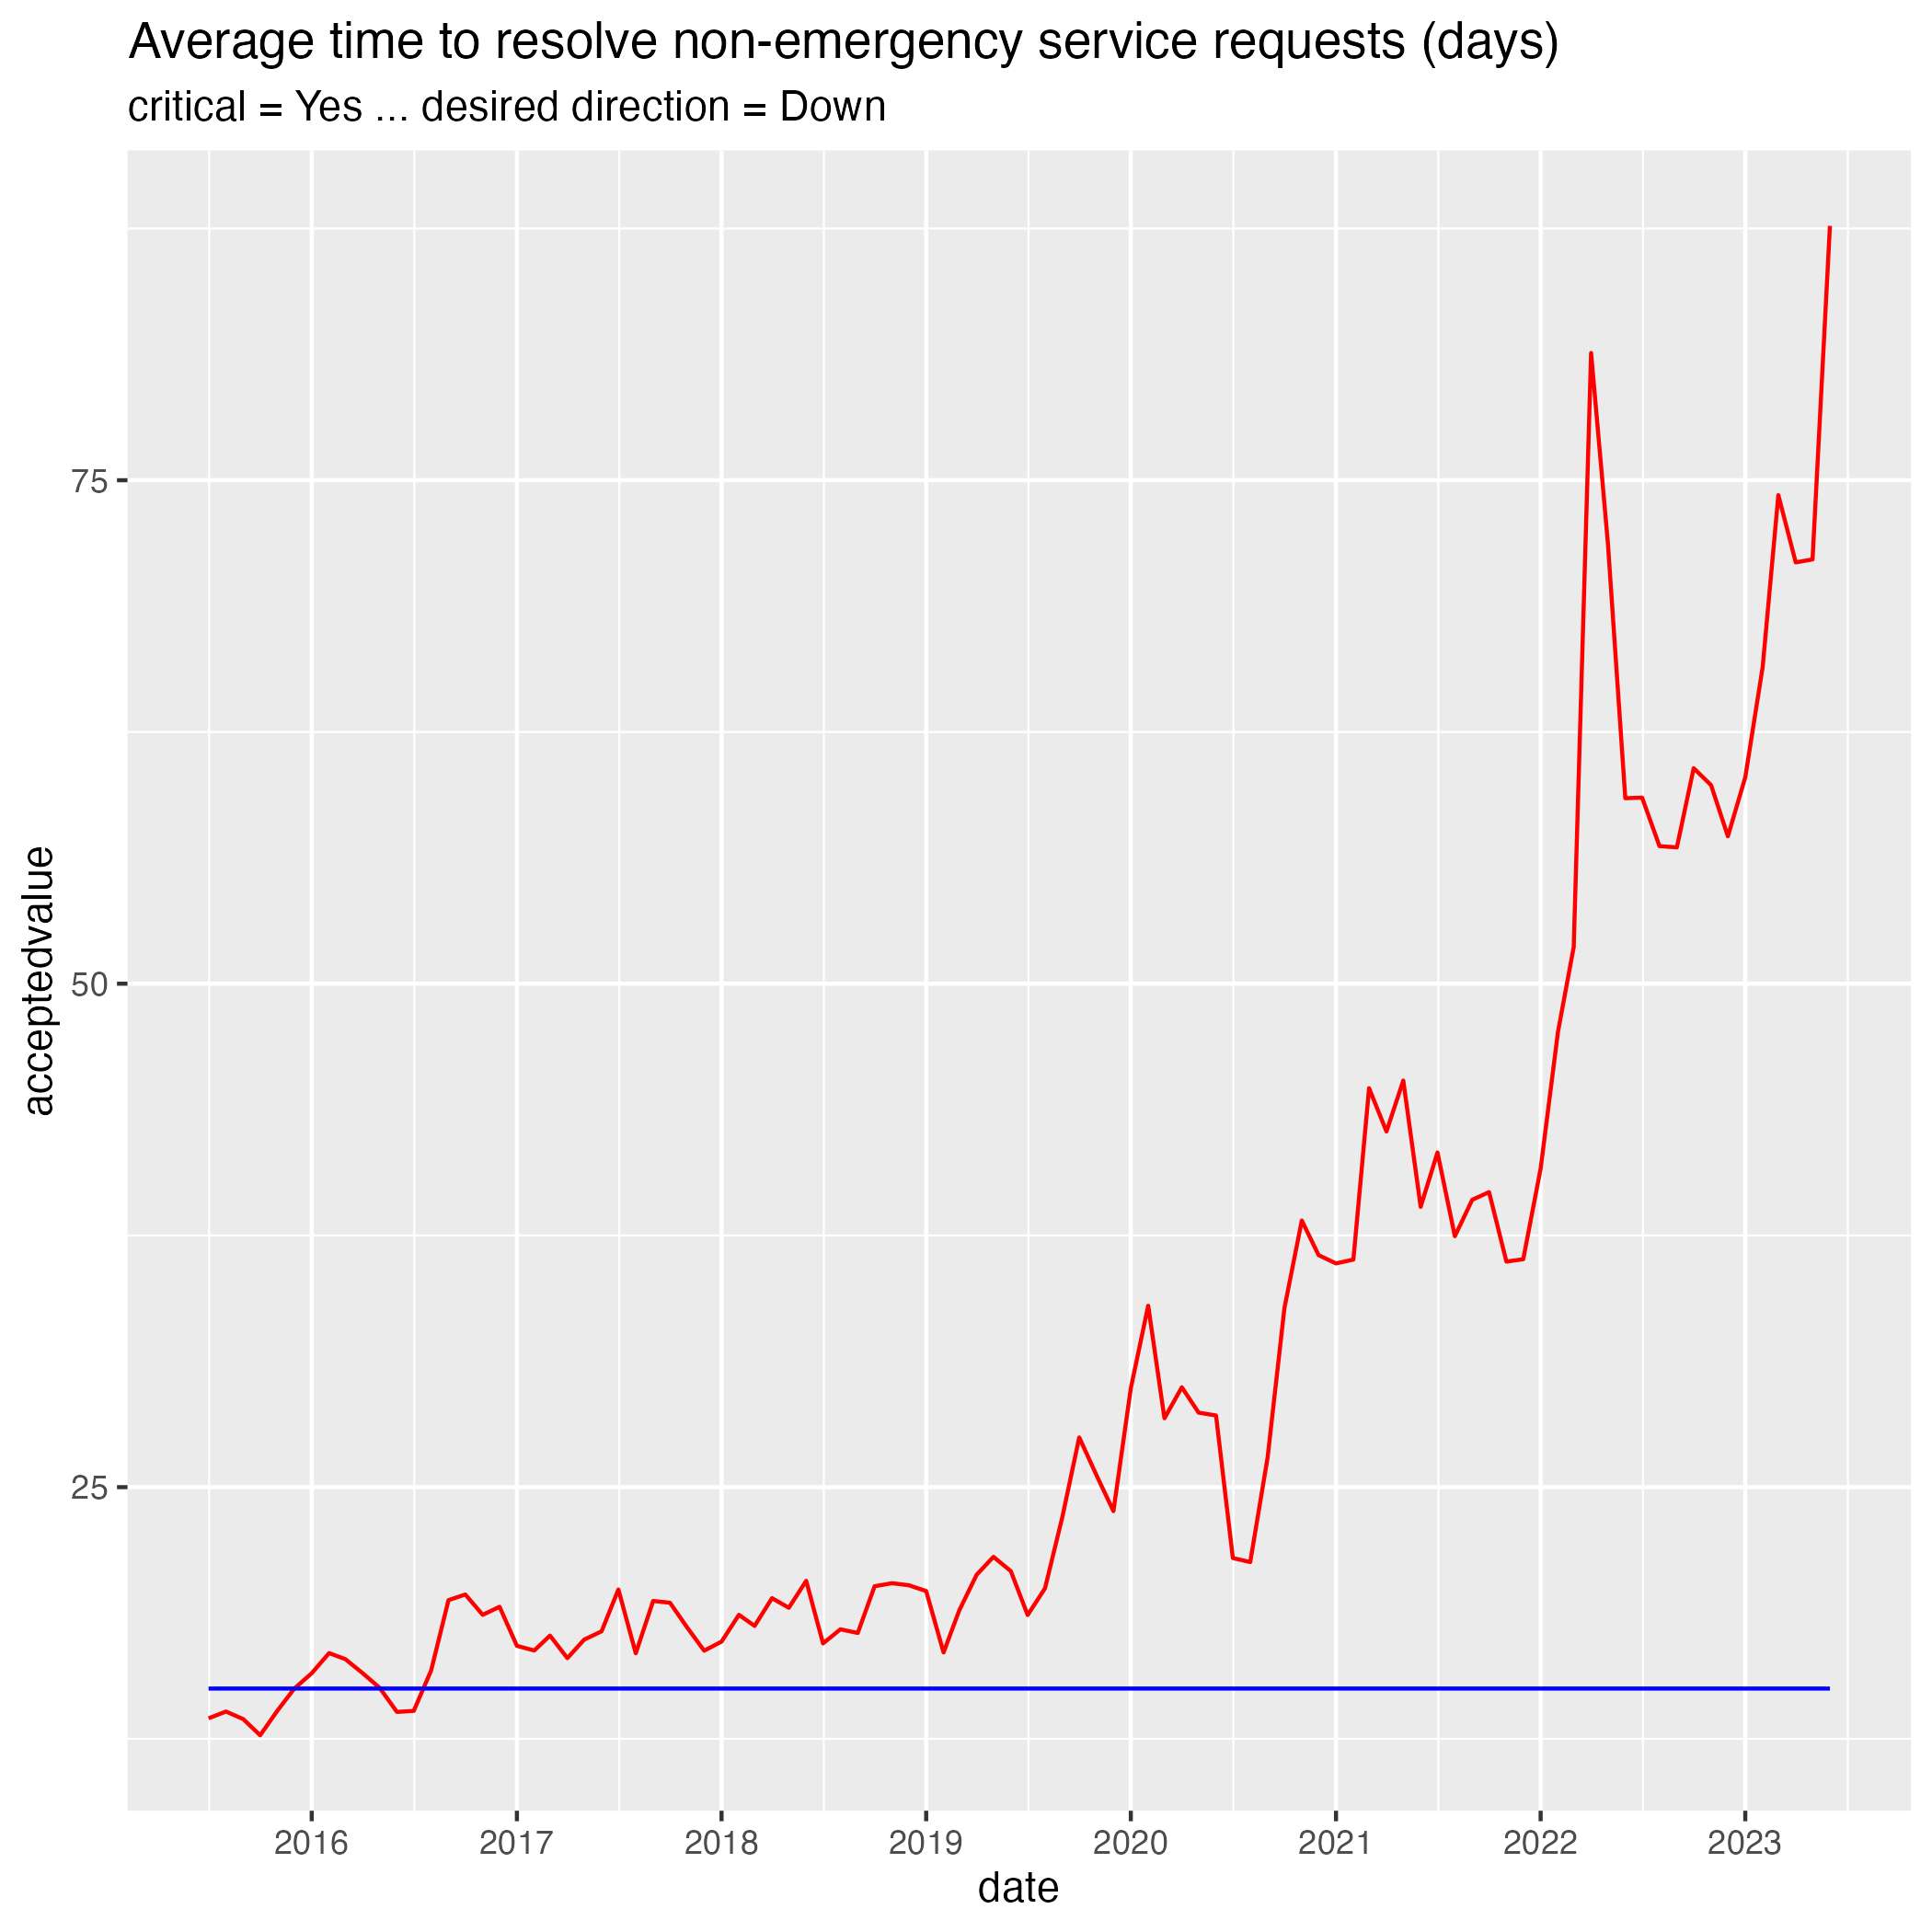 Average time to resolve non-emergency service requests (days)
critical = Yes ... desired direction = Down
acceptedvalue
75
50
25
2016 2017 2018 2019 2020 2021 2022 2023
date